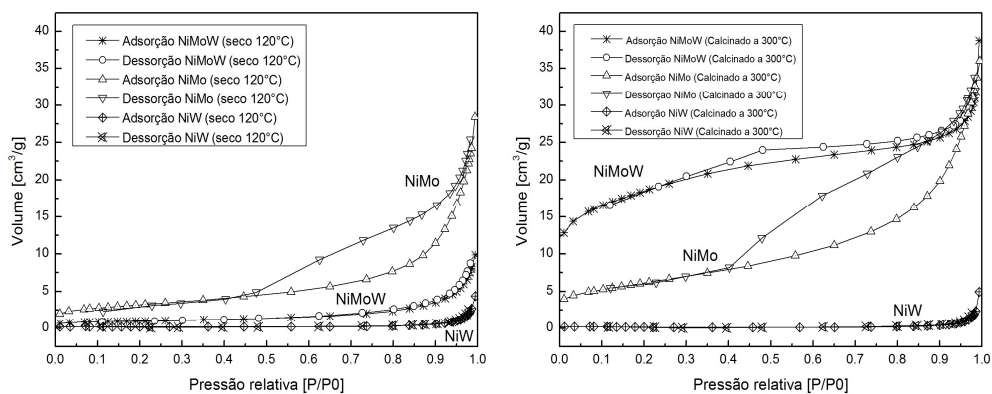 40
35
30
25
20
15
10
5
0
Volume [cm³/g]
Adsorção NiMoW (seco 120°C)
Dessorção NiMoW (seco 120°C)
Adsorção NiMo (seco 120°C)
Dessorção NiMo (seco 120°C)
Adsorção NiW (seco 120°C)
Dessorção NiW (seco 120°C)
NiMo
NiMoW
NiW
0.0 0.1 0.2 0.3 0.4 0.5 0.6 0.7 0.8 0.9 1.0
Pressão relativa [P/P0]
40
35
30
25
20
15
10
5
0
Volume [cm³/g]
Adsorção NiMoW (Calcinado a 300°C)
Dessorção NiMoW (Calcinado a 300°C)
Adsorção NiMo (Calcinado a 300°C)
Dessorção NiMo (Calcinado a 300°C)
Adsorção NiW (Calcinado a 300°C)
Dessorção NiW (Calcinado a 300°C)
NiMoW
NiMo
NiW
0.0 0.1 0.2 0.3 0.4 0.5 0.6 0.7 0.8 0.9 1.0
Pressão relativa [P/P0]